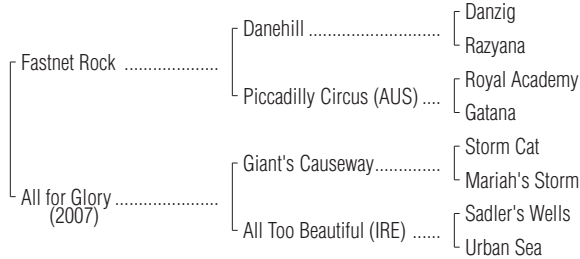 Danzig
Danehill ............................
Razyana
Fastnet Rock ....................
Royal Academy
Piccadilly Circus (AUS) ....
Gatana
Storm Cat
Giant's Causeway..............
Mariah's Storm
All for Glory ......................
(2007)
Sadler's Wells
All Too Beautiful (IRE) ......
Urban Sea